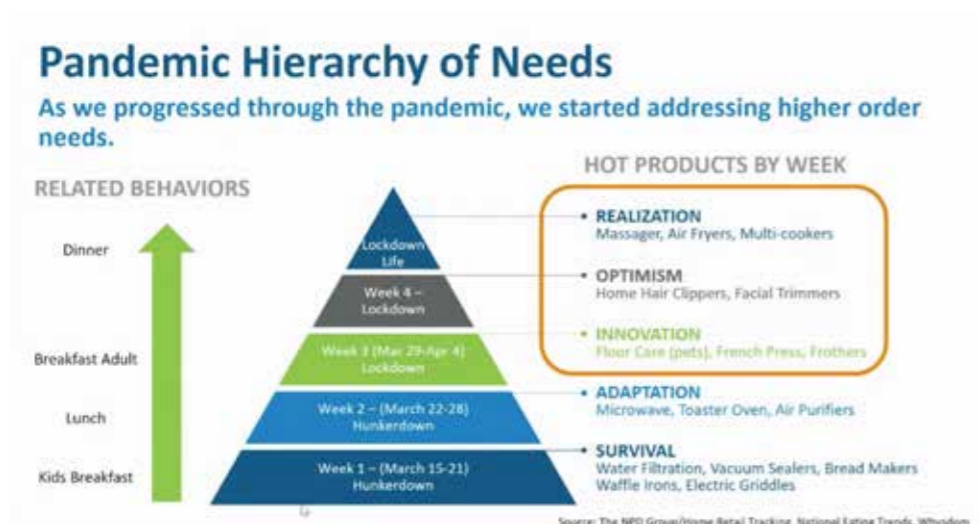 Pandemic Hierarchy of Needs
As we progressed through the pandemic, we started addressing higher order
needs.
HOT PRODUCTS BY WEEK
RELATED BEHAVIORS
Dinner
Breakfast Adult
Lunch
Kids Breakfast
Lockdown
Life
Week 4 –
Lockdown
Week 3 (Mar 29-Apr 4)
Lockdown
Week 2 – (March 22-28)
Hunkerdown
Week 1 – (March 15-21)
Hunkerdown
• REALIZATION
Massager, Air Fryers, Multi-cookers
• OPTIMISM
Home Hair Clippers, Facial Trimmers
• INNOVATION
Floor Care (pets), French Press, Frothers
• ADAPTATION
Microwave, Toaster Oven, Air Purifiers
• SURVIVAL
Water Filtration, Vacuum Sealers, Bread Makers
Waffle Irons, Electric Griddles
Source: The NPD Group/Home Retail Tracking, National Eating Trends,